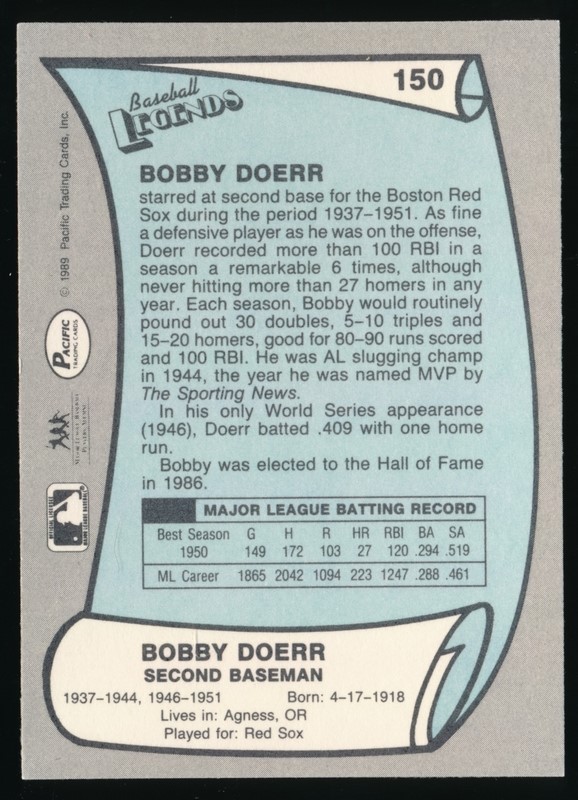 150
Baseball
LEGENDS
BOBBY DOERR
starred at second base for the Boston Red
Sox during the period 1937–1951. As fine
a defensive player as he was on the offense,
Doerr recorded more than 100 RBI in a
season a remarkable 6 times, although
never hitting more than 27 homers in any
year. Each season, Bobby would routinely
pound out 30 doubles, 5-10 triples and
15-20 homers, good for 80-90 runs scored
and 100 RBI. He was AL slugging champ
in 1944, the year he was named MVP by
The Sporting News.
In his only World Series appearance
(1946), Doerr batted .409 with one home
run.
Bobby was elected to the Hall of Fame
in 1986.
MAJOR LEAGUE BATTING RECORD
Best Season G H R HR RBI BA SA
1950 149 172 103 27 120 .294 .519
ML Career 1865 2042 1094 223 1247 .288 .461
BOBBY DOERR
SECOND BASEMAN
1937–1944, 1946–1951 Born: 4-17-1918
Lives in: Agness, OR
Played for: Red Sox
© 1989 Pacific Trading Cards, Inc.
PACIFIC
TRADING CARDS